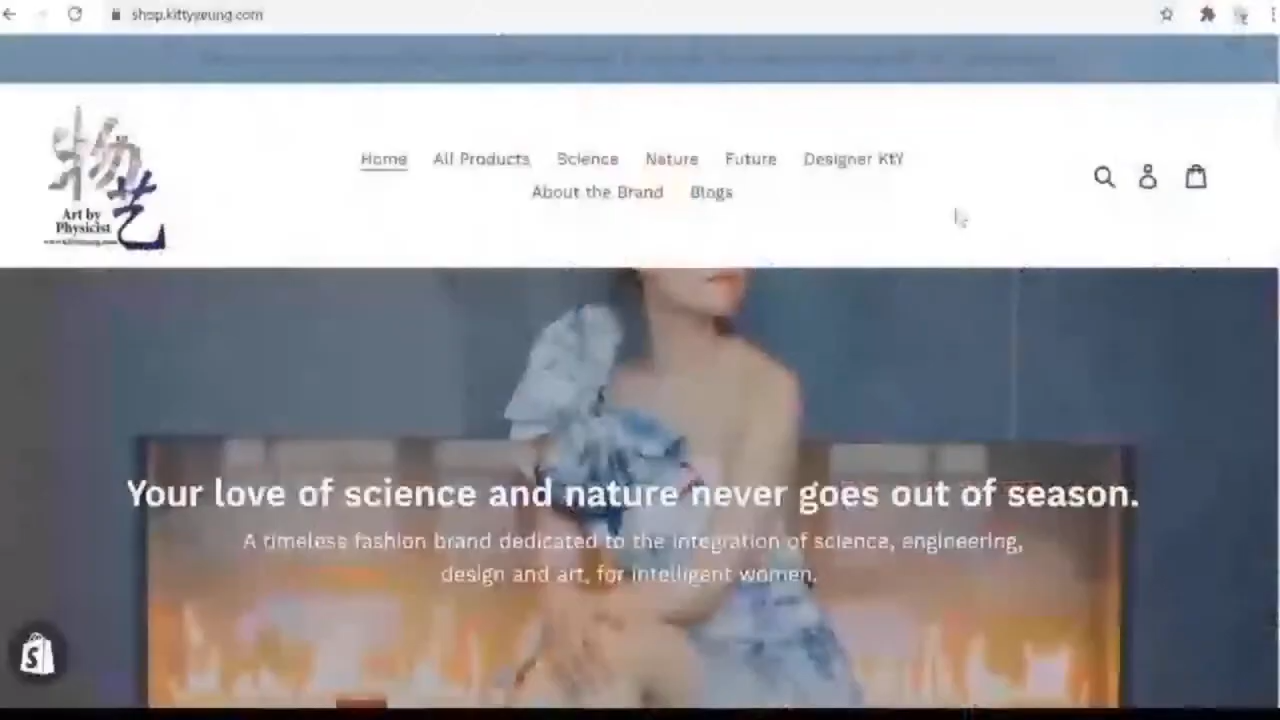 shop.kittyyeung.com
物
艺
Art by
Physicist
Home All Products Science Nature Future Designer KtY
About the Brand Blogs
Your love of science and nature never goes out of season.
A timeless fashion brand dedicated to the integration of science, engineering,
design and art, for intelligent women.